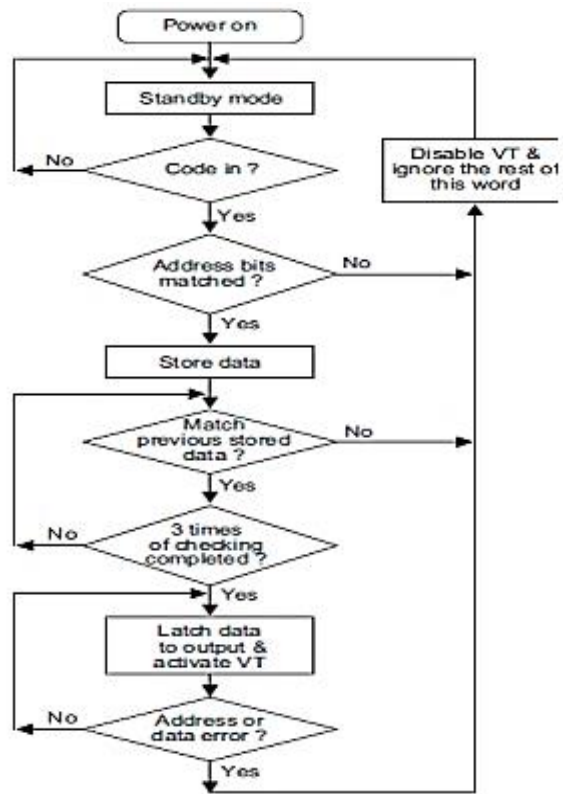 Power on
Standby mode
No
Code in ?
Disable VT &
ignore the rest of
this word
Yes
Address bits
matched ?
No
Yes
Store data
Match
previous stored
data ?
No
Yes
No
3 times
of checking
completed ?
Yes
Latch data
to output &
activate VT
No
Address or
data error ?
Yes